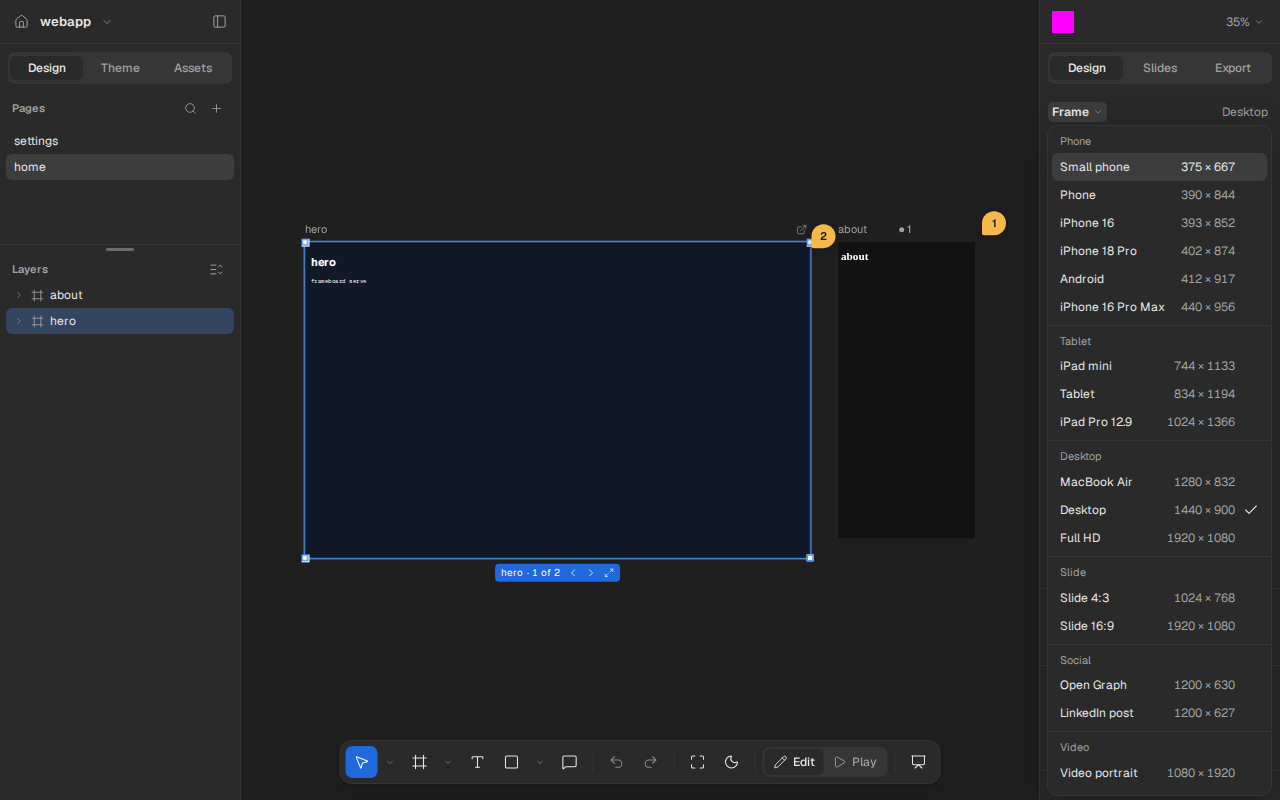 webapp
Design Theme Assets
Pages
settings
home
Layers
about
hero
hero
2
about 1
1
hero
frameboard serve
about
hero - 1 of 2
Edit Play
35%
Design Slides Export
Frame Desktop
Phone
Small phone 375 × 667
Phone 390 × 844
iPhone 16 393 × 852
iPhone 18 Pro 402 × 874
Android 412 × 917
iPhone 16 Pro Max 440 × 956
Tablet
iPad mini 744 × 1133
Tablet 834 × 1194
iPad Pro 12.9 1024 × 1366
Desktop
MacBook Air 1280 × 832
Desktop 1440 × 900
Full HD 1920 × 1080
Slide
Slide 4:3 1024 × 768
Slide 16:9 1920 × 1080
Social
Open Graph 1200 × 630
LinkedIn post 1200 × 627
Video
Video portrait 1080 × 1920